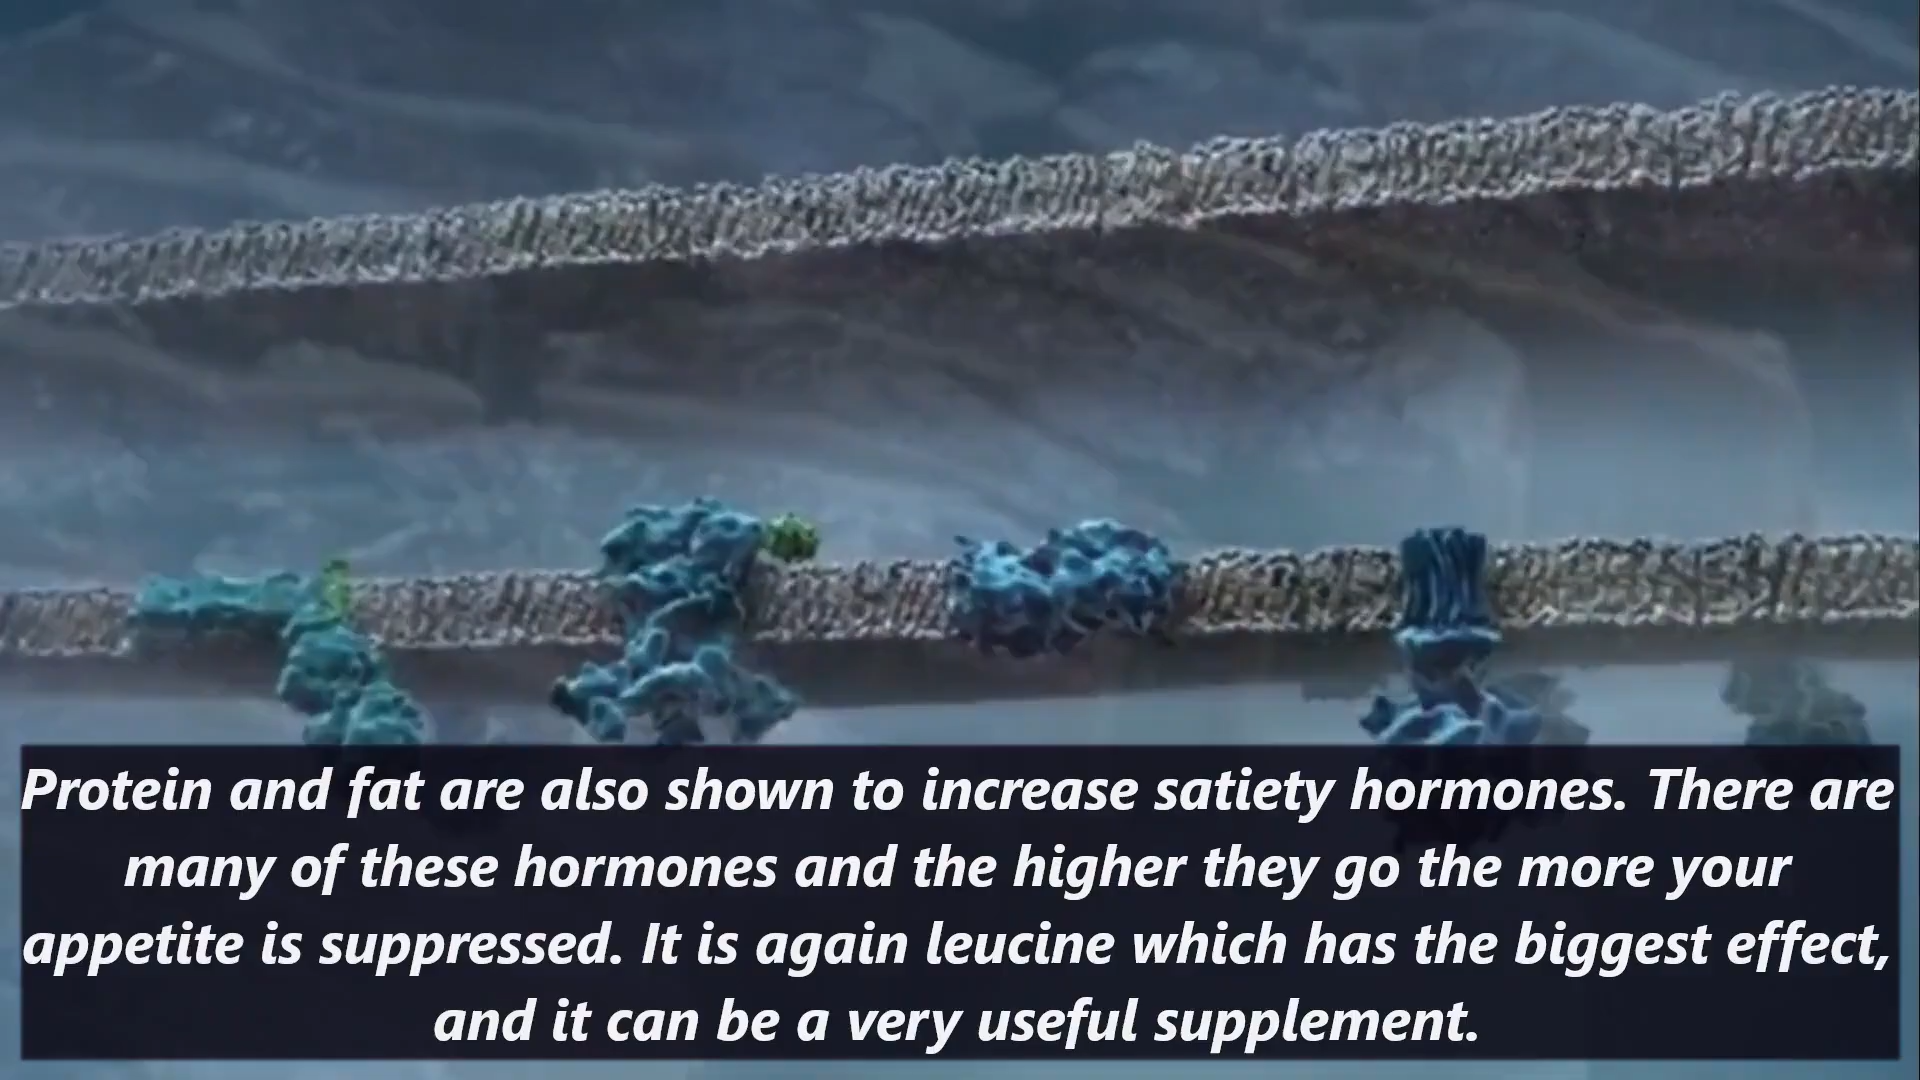 Protein and fat are also shown to increase satiety hormones. There are
many of these hormones and the higher they go the more your
appetite is suppressed. It is again leucine which has the biggest effect,
and it can be a very useful supplement.